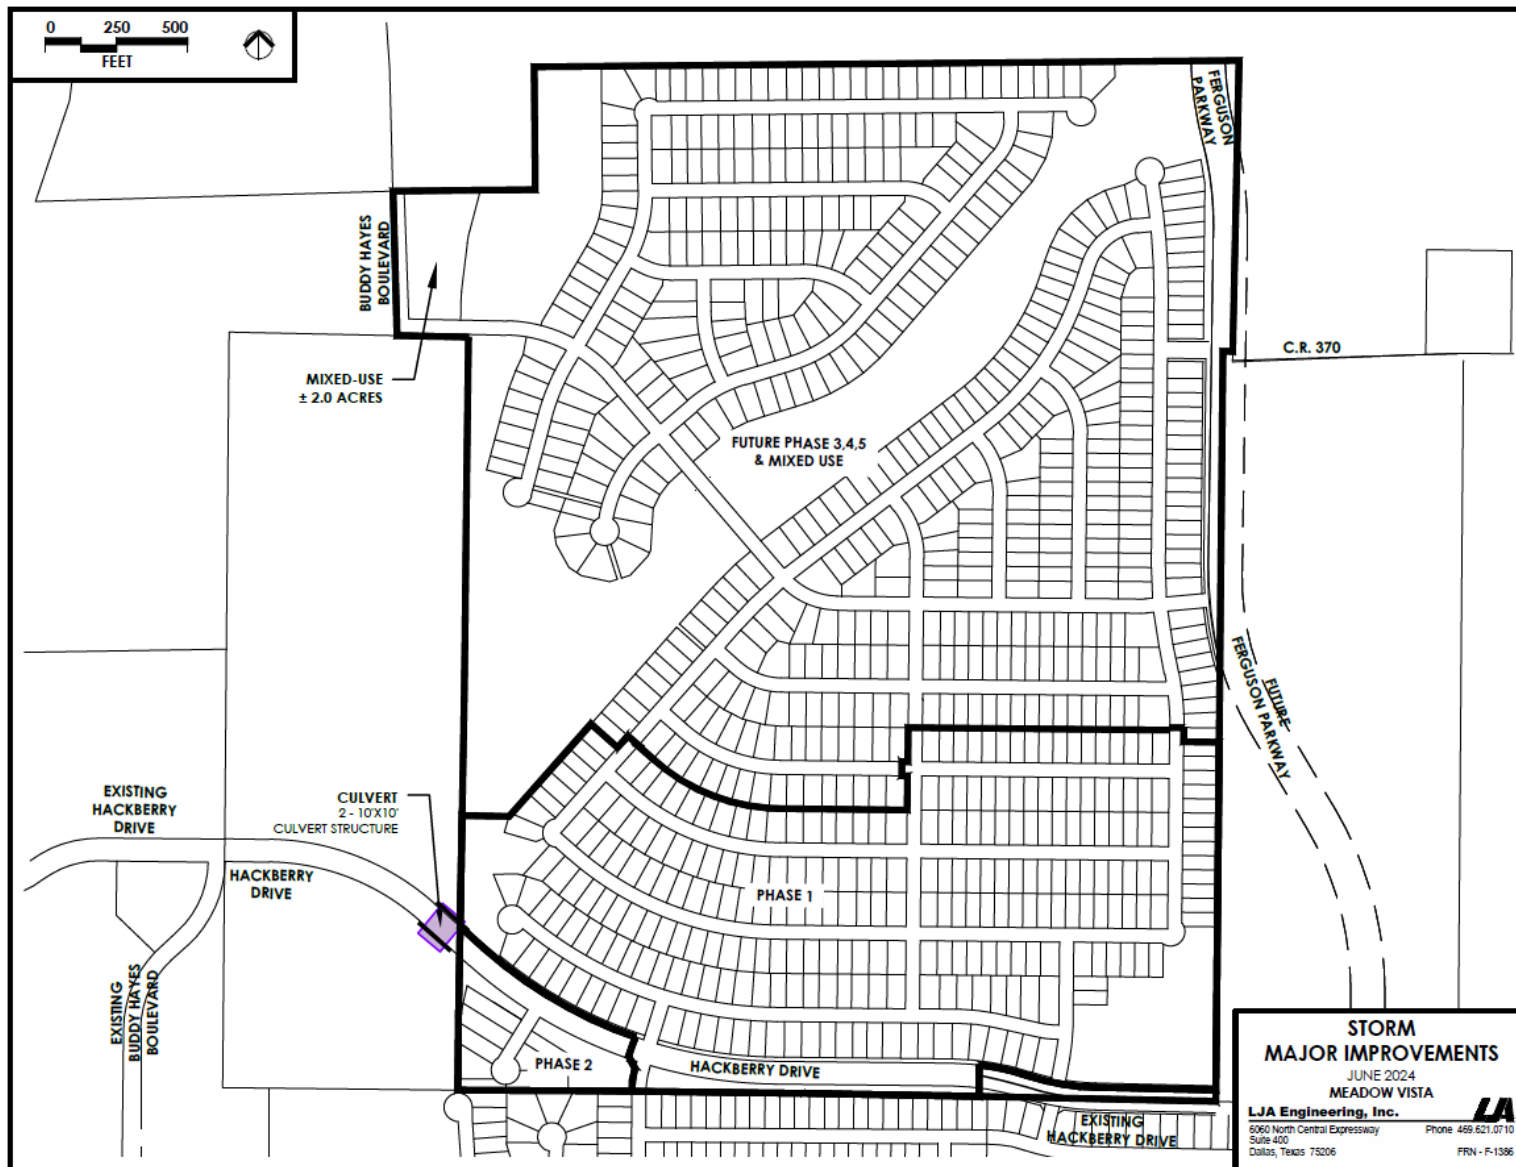 0 250 500
FEET
FERGUSON
PARKWAY
BUDDY HAYES
BOULEVARD
MIXED-USE
± 2.0 ACRES
C.R. 370
FUTURE PHASE 3,4,5
& MIXED USE
FUTURE
FERGUSON PARKWAY
EXISTING
HACKBERRY
DRIVE
CULVERT
2 - 10'X10'
CULVERT STRUCTURE
HACKBERRY
DRIVE
PHASE 1
EXISTING
BUDDY HAYES
BOULEVARD
PHASE 2
HACKBERRY DRIVE
EXISTING
HACKBERRY DRIVE
STORM
MAJOR IMPROVEMENTS
JUNE 2024
MEADOW VISTA
LJA Engineering, Inc.
LJA
6060 North Central Expressway
Phone 469.621.0710
Suite 400
Dallas, Texas 75206
FRN - F-1386